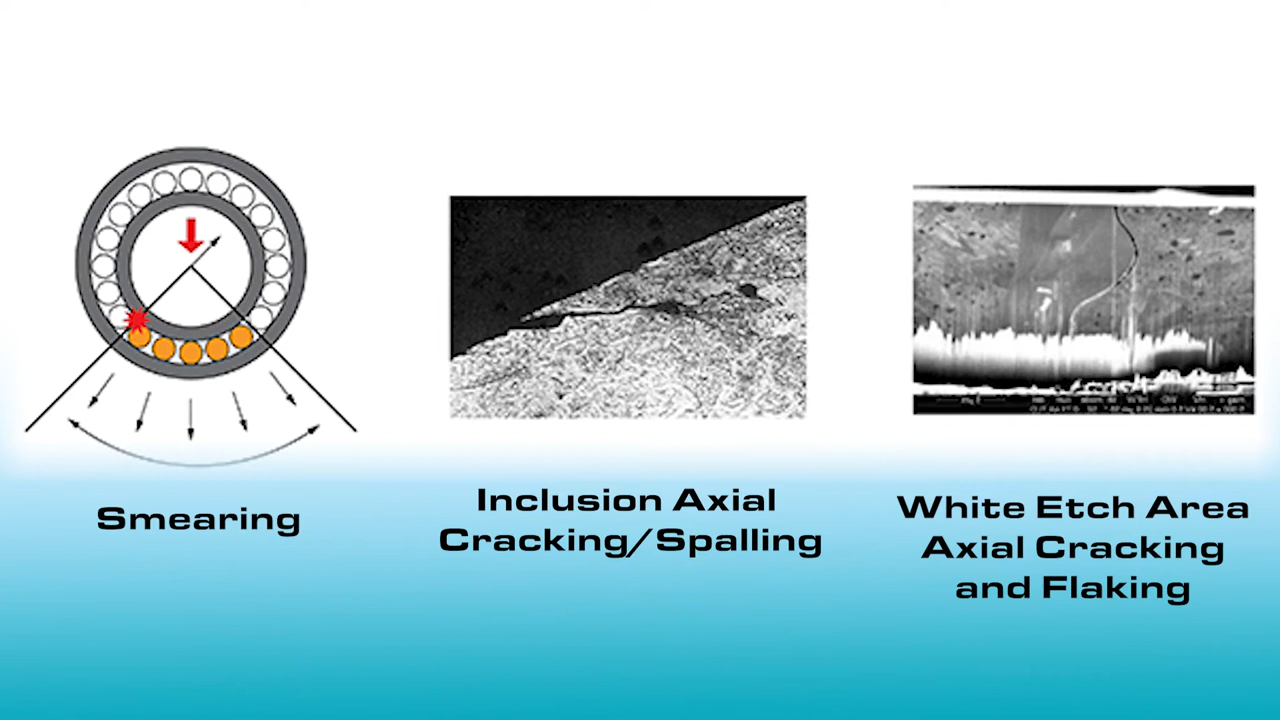 Smearing
Inclusion Axial
Cracking/Spalling
White Etch Area
Axial Cracking
and Flaking